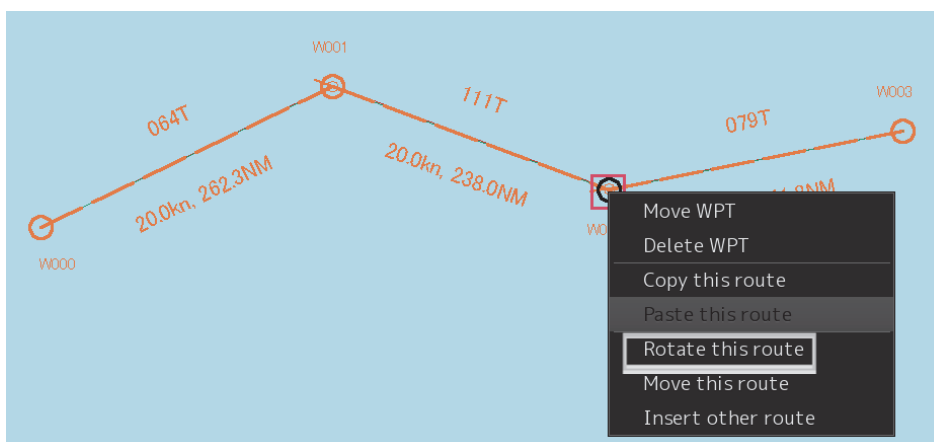 W001
W003
064T
111T
079T
20.0kn, 262.3NM
20.0kn, 238.0NM
W000
Move WPT
Delete WPT
Copy this route
Paste this route
Rotate this route
Move this route
Insert other route